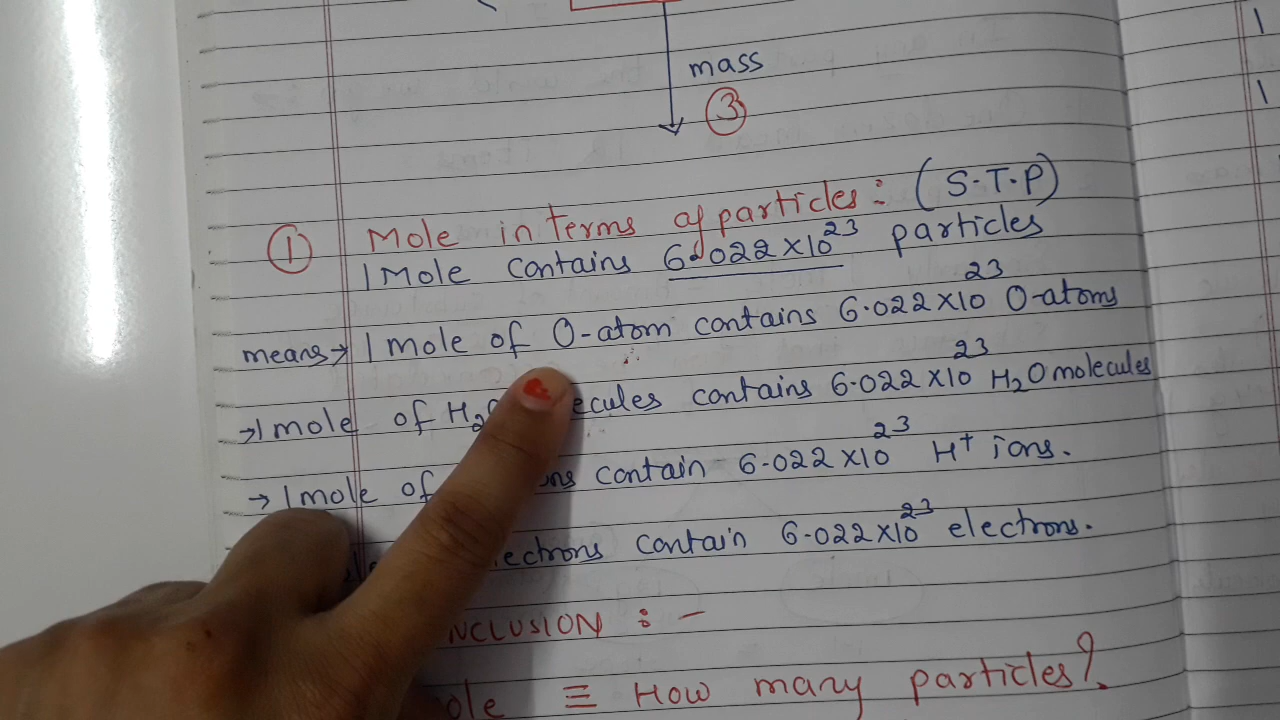 mass
3
1 Mole in terms of particles: (S.T.P)
1 Mole contains 6.022×10²³ particles
means→ 1 mole of O-atom contains 6.022×10²³ O-atoms
→1 mole of H₂ ecules contains 6.022×10²³ H₂O molecules
→ 1 mole of ons contain 6.022×10²³ H⁺ ions.
ectrons contain 6.022×10²³ electrons.
NCLUSION :-
ole ≡ How many particles?